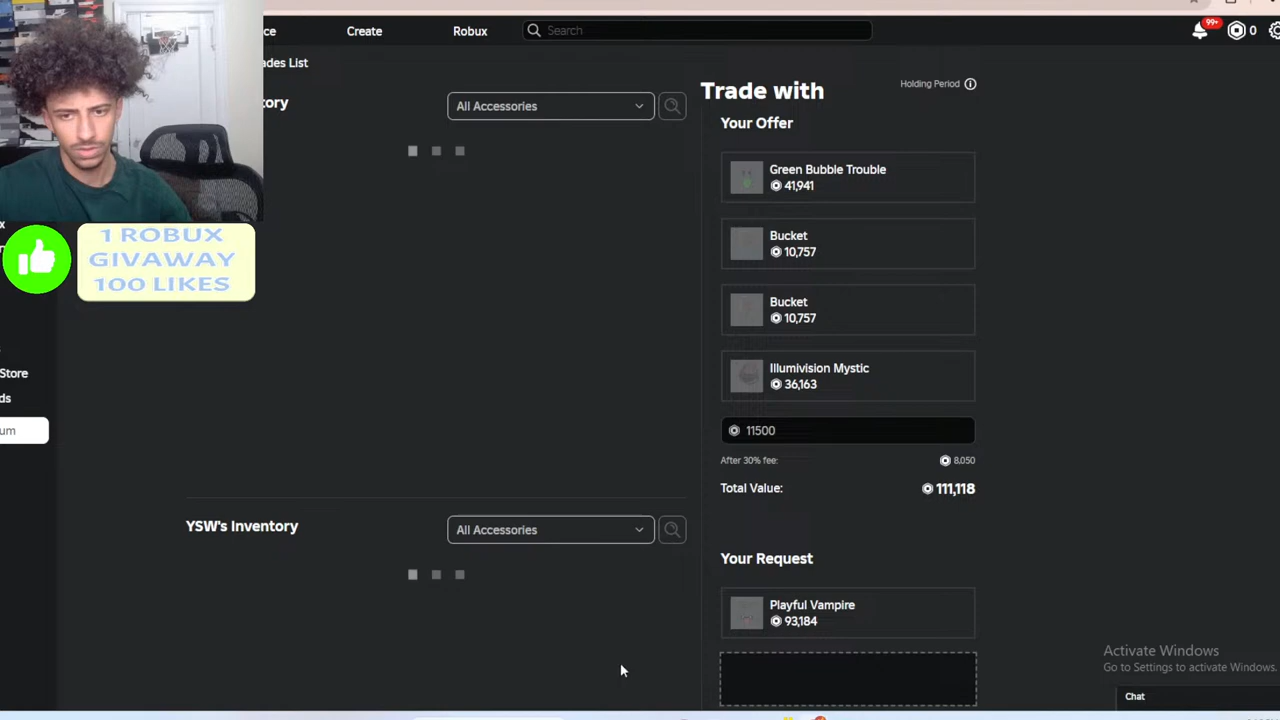 ce
Create
Robux
Search
99+
0
ades List
ory
All Accessories
Trade with
Holding Period
Your Offer
Green Bubble Trouble
41,941
Bucket
10,757
1 ROBUX
GIVAWAY
100 LIKES
x
Bucket
10,757
Illumivision Mystic
36,163
Store
ds
um
11500
After 30% fee:
8,050
Total Value:
111,118
YSW's Inventory
All Accessories
Your Request
Playful Vampire
93,184
Activate Windows
Go to Settings to activate Windows.
Chat